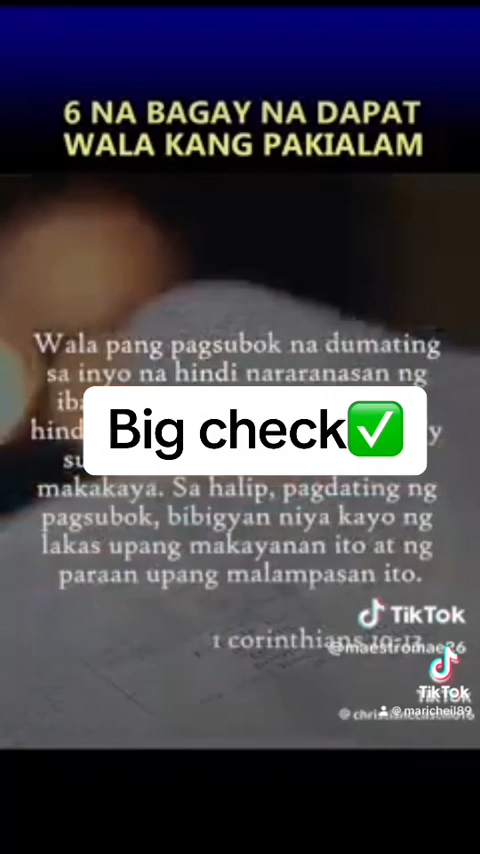 6 NA BAGAY NA DAPAT
WALA KANG PAKIALAM
Wala pang pagsubok na dumating
sa inyo na hindi nararanasan ng
Big check✅
makakaya. Sa halip, pagdating ng
pagsubok, bibigyan niya kayo ng
lakas upang makayanan ito at ng
paraan upang malampasan ito.
1 corinthians
TikTok
@maestromae26
TikTok
@maricheil89